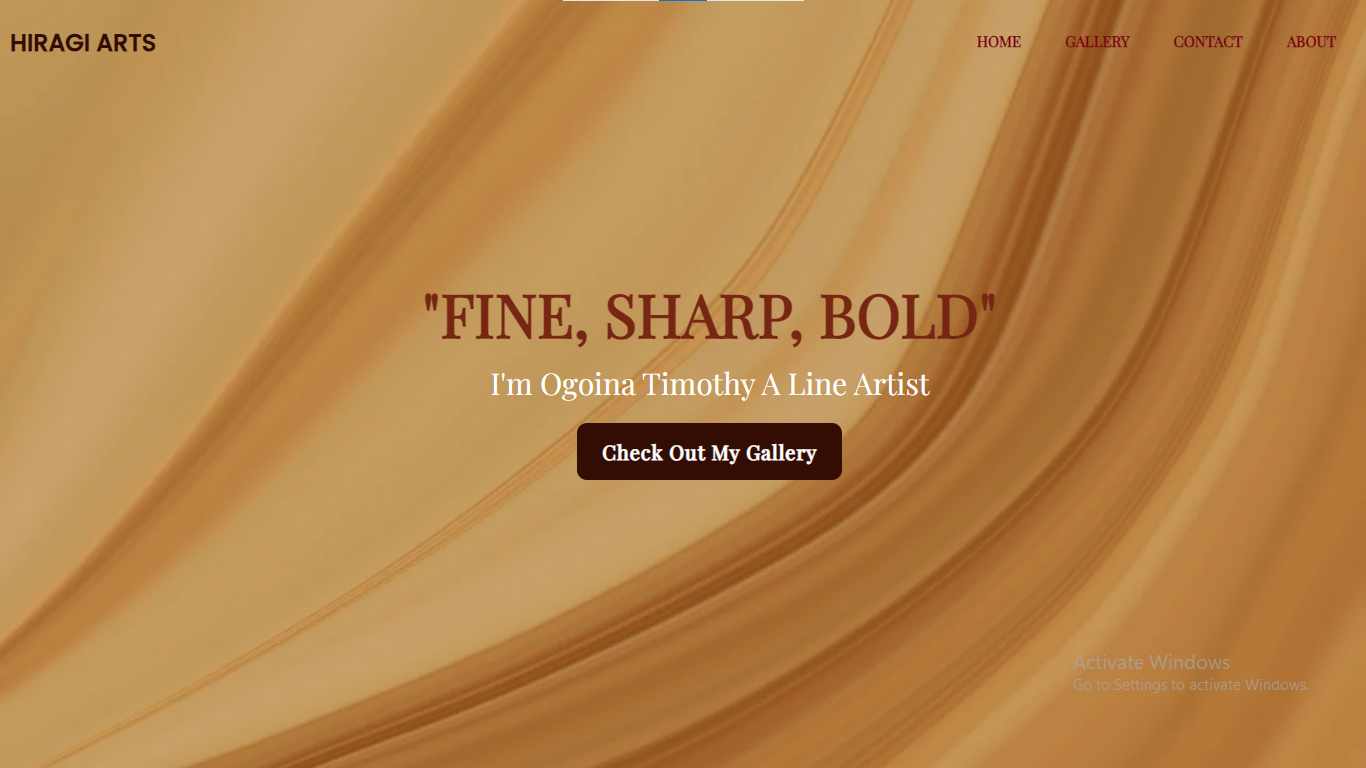 HIRAGI ARTS
HOME GALLERY CONTACT ABOUT
"FINE, SHARP, BOLD"
I'm Ogoina Timothy A Line Artist
Check Out My Gallery
Activate Windows
Go to Settings to activate Windows.